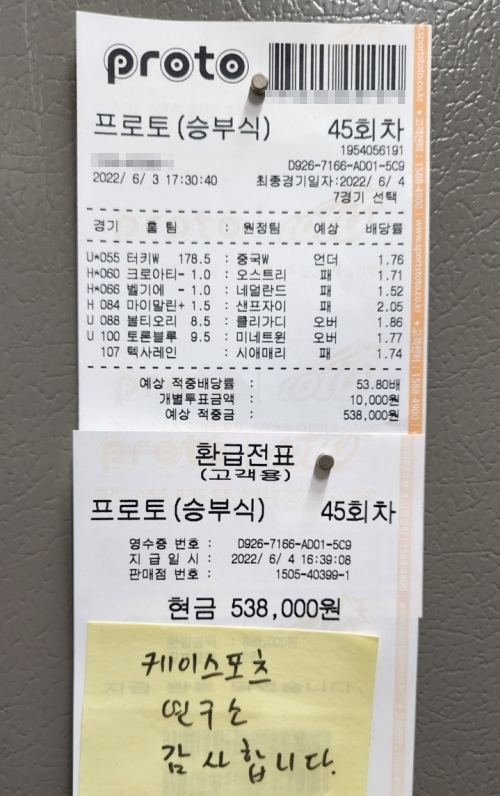 proto
프로토(승부식) 45회차
1954056191
D926-7166-AD01-5C9
2022/ 6/ 3 17:30:40 최종경기일자:2022/ 6/ 4
7경기 선택
경기 홈 팀 : 원정팀 예상 배당률
U*055 터키W 178.5 : 중국W 언더 1.76
H*060 크로아티- 1.0 : 오스트리 패 1.71
H*066 벨기에 - 1.0 : 네덜란드 패 1.52
H 084 마이말린+ 1.5 : 샌프자이 패 2.05
U 088 볼티오리 8.5 : 클리가디 오버 1.86
U 100 토론블루 9.5 : 미네트윈 오버 1.77
107 텍사레인 : 시애매리 패 1.74
예상 적중배당률 : 53.80배
개별투표금액 : 10,000원
예상 적중금 : 538,000원
환급전표
(고객용)
프로토(승부식) 45회차
영수증 번호 : D926-7166-AD01-5C9
지 급 일 시 : 2022/ 6/ 4 16:39:08
판매점 번호 : 1505-40399-1
현금 538,000원
케이스포츠
연구소
감사합니다.
www.sportstoto.co.kr • 고객센터 : 1588-4900